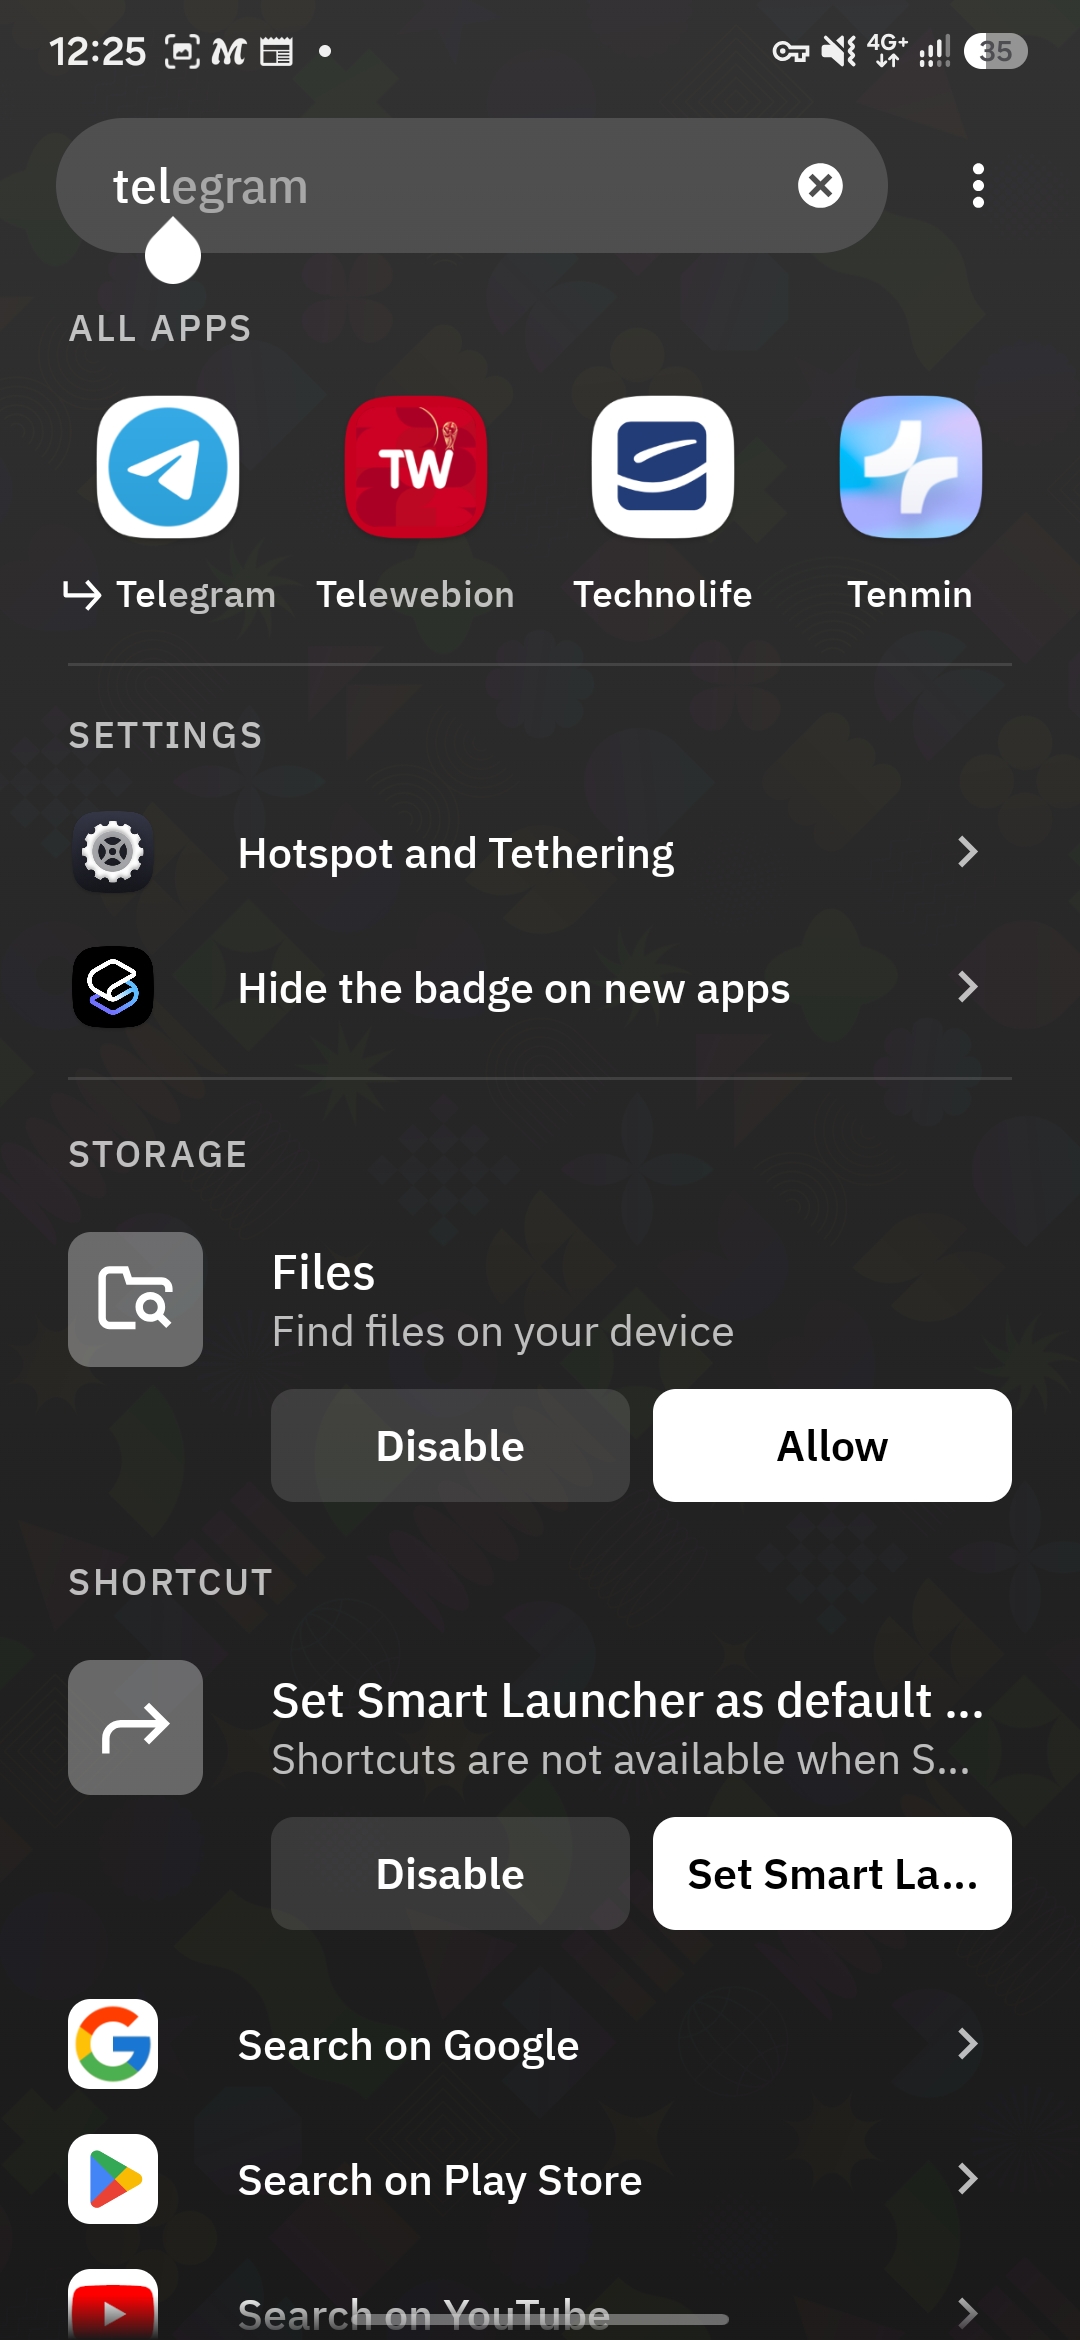 12:25 M 4G+ 35
telegram
ALL APPS
TW
Telegram Telewebion Technolife Tenmin
SETTINGS
Hotspot and Tethering
Hide the badge on new apps
STORAGE
Files
Find files on your device
Disable Allow
SHORTCUT
Set Smart Launcher as default ...
Shortcuts are not available when S...
Disable Set Smart La...
Search on Google
Search on Play Store
Search on YouTube